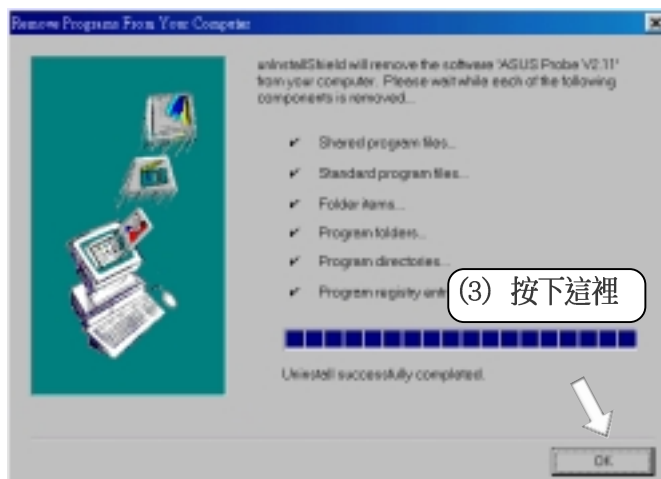 Remove Programs From Your Computer
unInstallShield will remove the software 'ASUS Probe V2.11'
from your computer. Please wait while each of the following
components is removed...
Shared program files...
Standard program files...
Folder items...
Program folders...
Program directories...
Program registry
(3) 按下這裡
Uninstall successfully completed.
OK